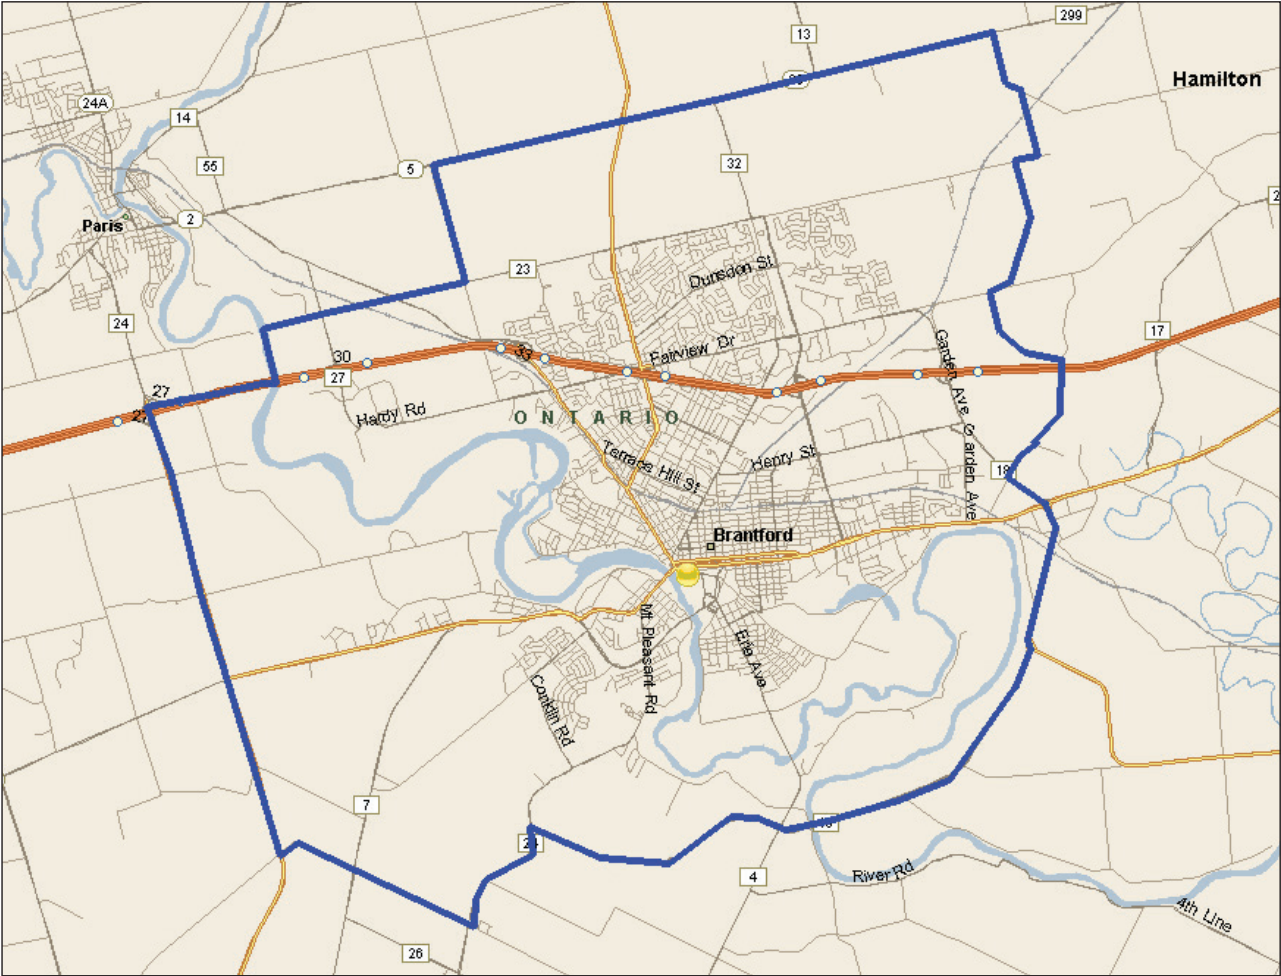 299
13
Hamilton
24A
14
55
5
32
2
Paris
23
Dunsdon St
24
17
30
27
33
Fairview Dr
27
Hardy Rd
ONTARIO
Garden Ave
Garden Ave
Terrace Hill St
Henry St
18
Brantford
Mt Pleasant Rd
Erie Ave
Conklin Rd
7
24
4
River Rd
4th Line
26